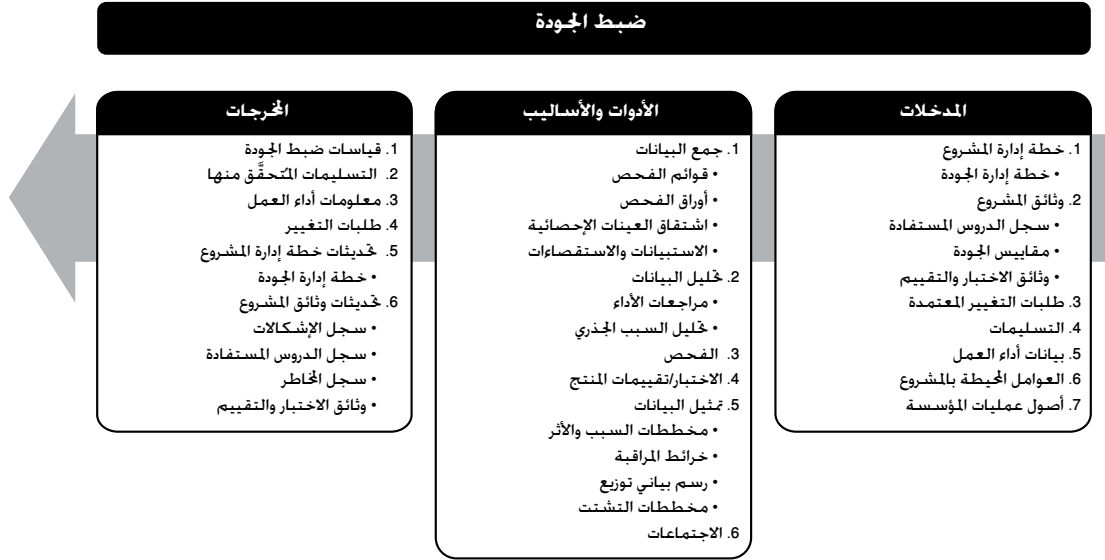 ضبط الجودة
المدخلات
1. خطة إدارة المشروع
• خطة إدارة الجودة
2. وثائق المشروع
• سجل الدروس المستفادة
• مقاييس الجودة
• وثائق الاختبار والتقييم
3. طلبات التغيير المعتمدة
4. التسليمات
5. بيانات أداء العمل
6. العوامل المحيطة بالمشروع
7. أصول عمليات المؤسسة
الأدوات والأساليب
1. جمع البيانات
• قوائم الفحص
• أوراق الفحص
• اشتقاق العينات الإحصائية
• الاستبيانات والاستقصاءات
2. تحليل البيانات
• مراجعات الأداء
• تحليل السبب الجذري
3. الفحص
4. الاختبار/تقييمات المنتج
5. تمثيل البيانات
• مخططات السبب والأثر
• خرائط المراقبة
• رسم بياني توزيع
• مخططات التشتت
6. الاجتماعات
المخرجات
1. قياسات ضبط الجودة
2. التسليمات المتحقَّق منها
3. معلومات أداء العمل
4. طلبات التغيير
5. تحديثات خطة إدارة المشروع
• خطة إدارة الجودة
6. تحديثات وثائق المشروع
• سجل الإشكالات
• سجل الدروس المستفادة
• سجل المخاطر
• وثائق الاختبار والتقييم